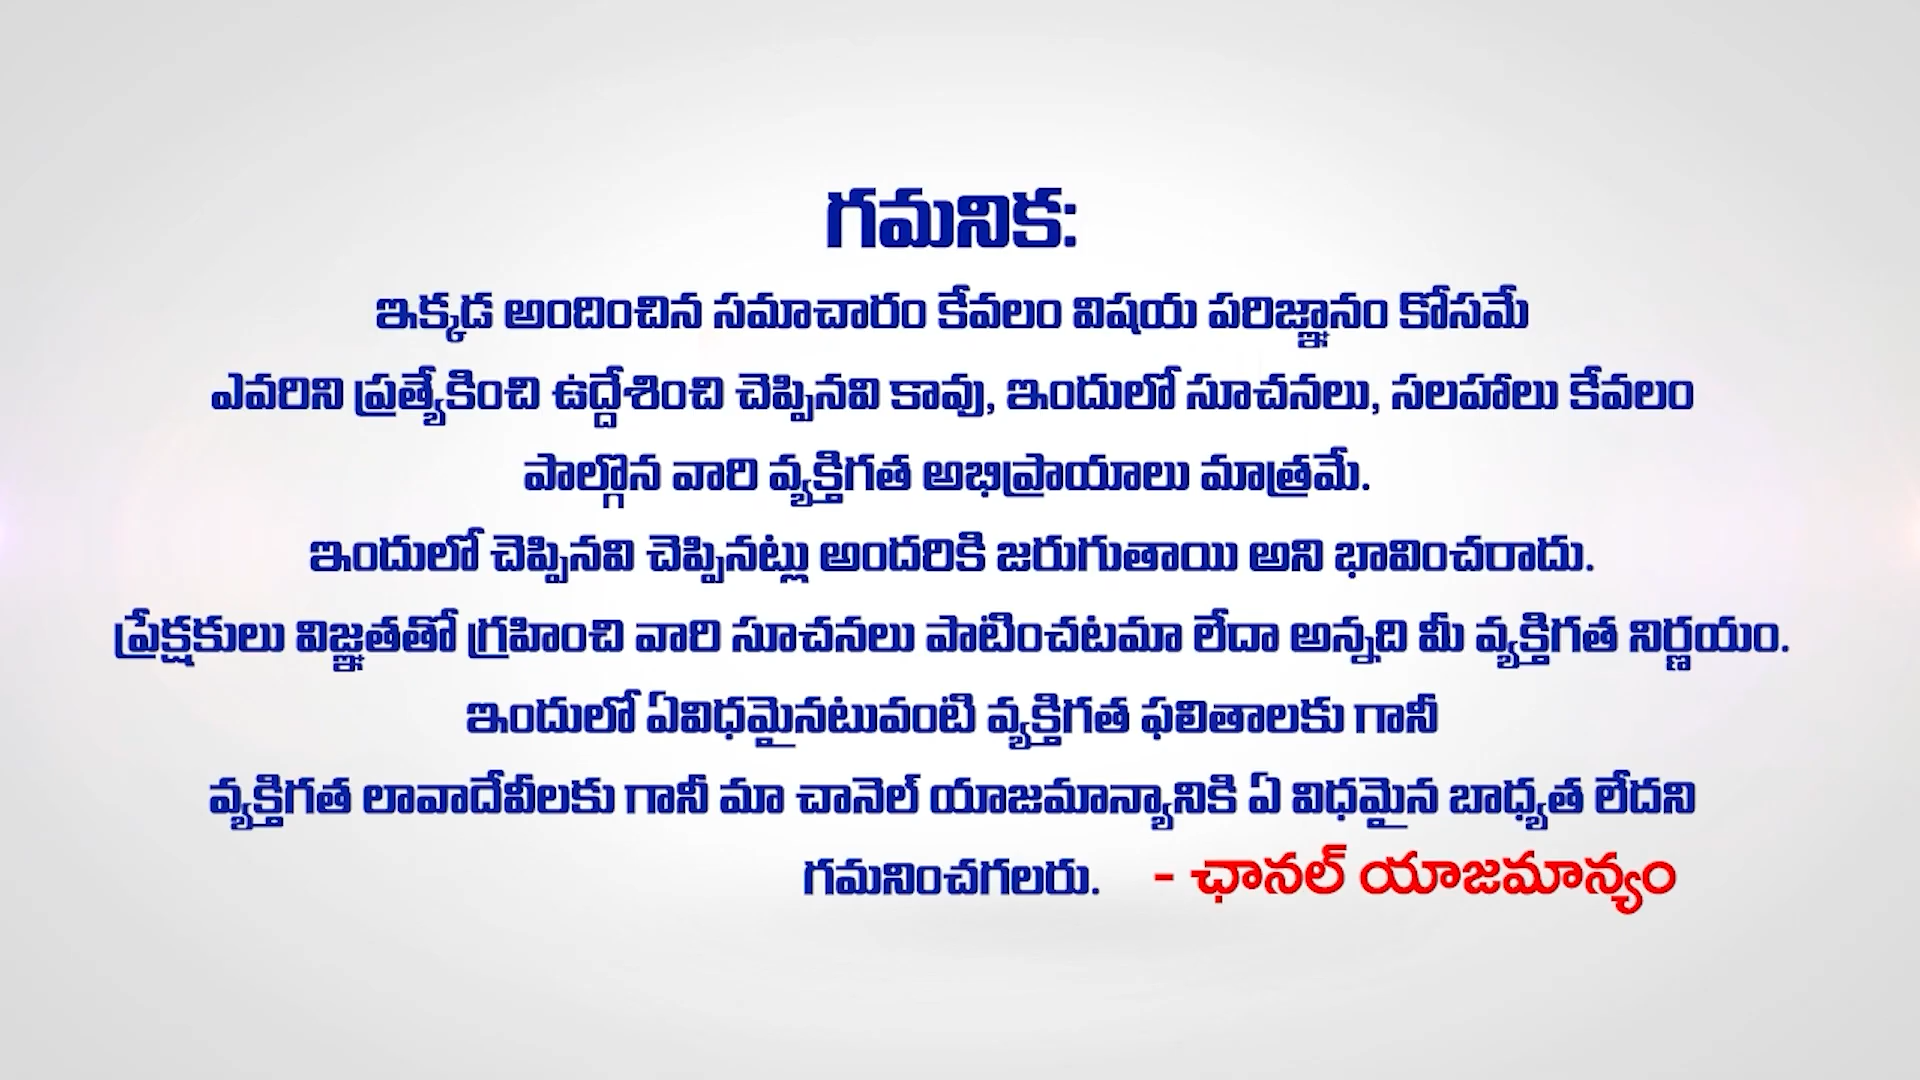 గమనిక:
ఇక్కడ అందించిన సమాచారం కేవలం విషయ పరిజ్ఞానం కోసమే
ఎవరిని ప్రత్యేకించి ఉద్దేశించి చెప్పినవి కావు, ఇందులో సూచనలు, సలహాలు కేవలం
పాల్గొన వారి వ్యక్తిగత అభిప్రాయాలు మాత్రమే.
ఇందులో చెప్పినవి చెప్పినట్లు అందరికి జరుగుతాయి అని భావించరాదు.
ప్రేక్షకులు విజ్ఞతతో గ్రహించి వారి సూచనలు పాటించటమా లేదా అన్నది మీ వ్యక్తిగత నిర్ణయం.
ఇందులో ఏవిధమైనటువంటి వ్యక్తిగత ఫలితాలకు గానీ
వ్యక్తిగత లావాదేవీలకు గానీ మా చానెల్ యాజమాన్యానికి ఏ విధమైన బాధ్యత లేదని
గమనించగలరు. - ఛానల్ యాజమాన్యం